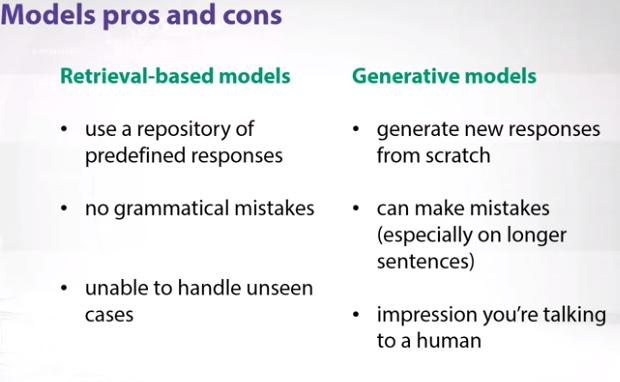 Models pros and cons
Retrieval-based models
• use a repository of
predefined responses
• no grammatical mistakes
• unable to handle unseen
cases
Generative models
• generate new responses
from scratch
• can make mistakes
(especially on longer
sentences)
• impression you're talking
to a human